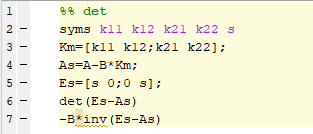 1 %% det
2 - syms k11 k12 k21 k22 s
3 - Km=[k11 k12;k21 k22];
4 - As=A-B*Km;
5 - Es=[s 0;0 s];
6 - det(Es-As)
7 - -B*inv(Es-As)